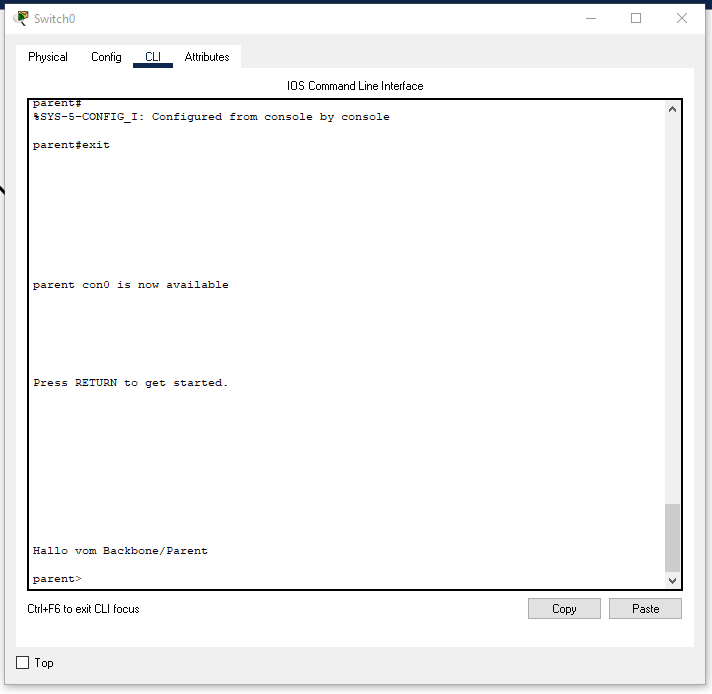 Switch0
Physical Config CLI Attributes
IOS Command Line Interface
parent#
%SYS-5-CONFIG_I: Configured from console by console
parent#exit
parent con0 is now available
Press RETURN to get started.
Hallo vom Backbone/Parent
parent>
Ctrl+F6 to exit CLI focus
Copy Paste
Top